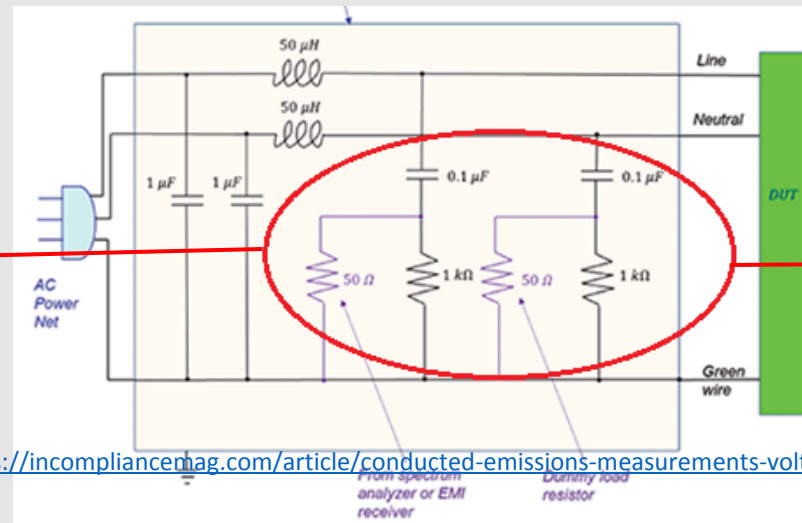 50 μH
Line
50 μH
Neutral
1 μF
1 μF
0.1 μF
0.1 μF
DUT
50 Ω
1 kΩ
50 Ω
1 kΩ
AC
Power
Net
Green
wire
s://incompliancemag.com/article/conducted-emissions-measurements-volt
From spectrum
analyzer or EMI
receiver
Dummy load
resistor